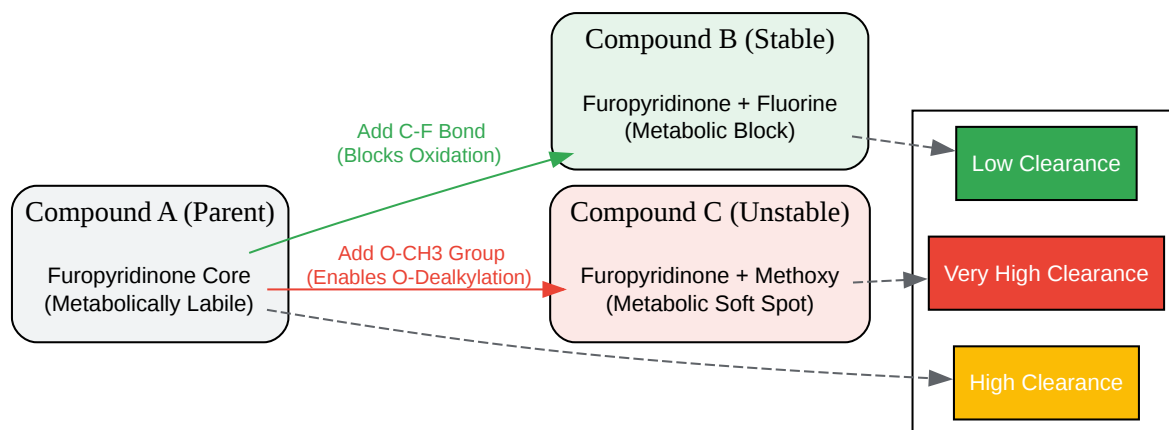 Compound B (Stable)
Furopyridinone + Fluorine
(Metabolic Block)
Add C-F Bond
(Blocks Oxidation)
Low Clearance
Compound A (Parent)
Furopyridinone Core
(Metabolically Labile)
Add O-CH3 Group
(Enables O-Dealkylation)
Compound C (Unstable)
Furopyridinone + Methoxy
(Metabolic Soft Spot)
Very High Clearance
High Clearance